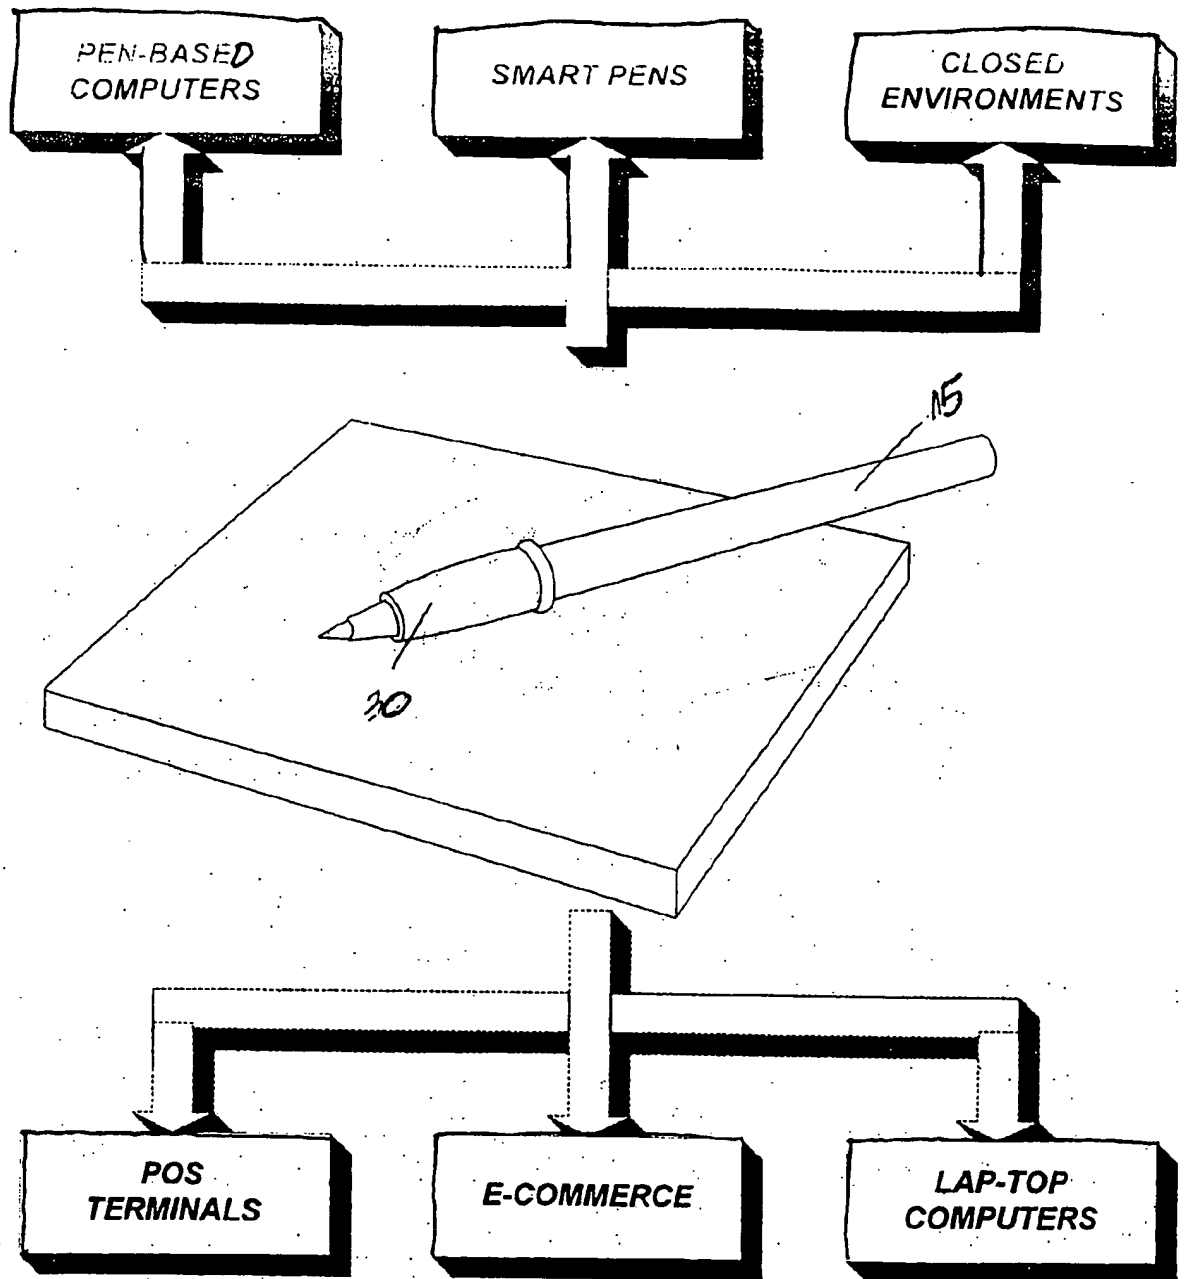 PEN-BASED
COMPUTERS
SMART PENS
CLOSED
ENVIRONMENTS
15
30
POS
TERMINALS
E-COMMERCE
LAP-TOP
COMPUTERS